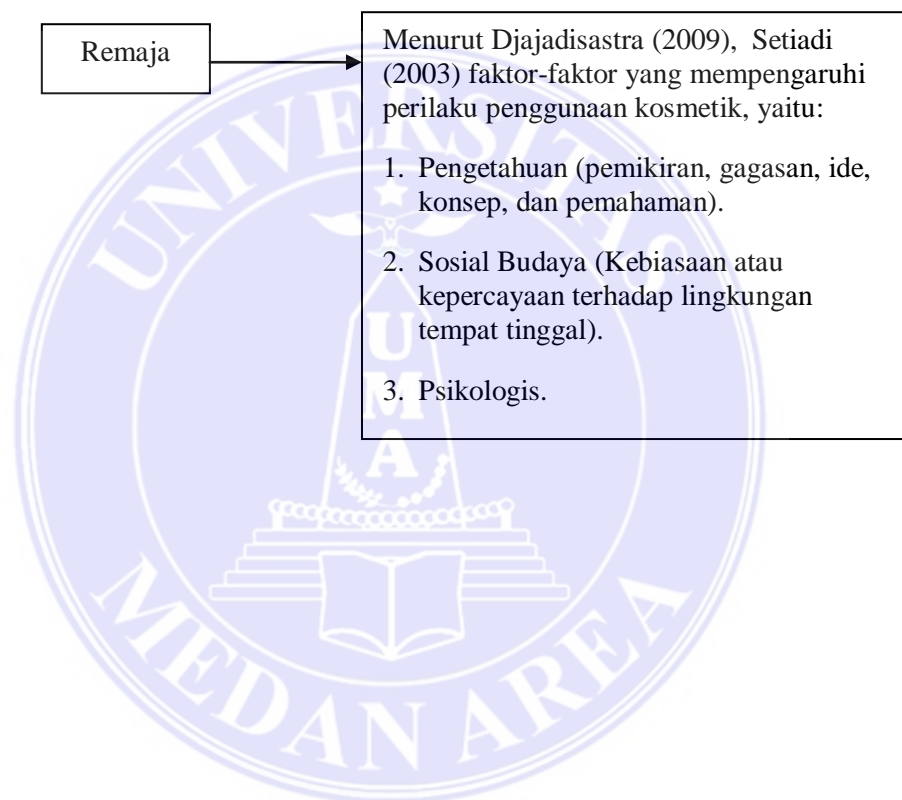 Remaja
Menurut Djajadisastra (2009), Setiadi
(2003) faktor-faktor yang mempengaruhi
perilaku penggunaan kosmetik, yaitu:
1. Pengetahuan (pemikiran, gagasan, ide,
konsep, dan pemahaman).
2. Sosial Budaya (Kebiasaan atau
kepercayaan terhadap lingkungan
tempat tinggal).
3. Psikologis.
UNIVERSITAS
UMA
MEDAN AREA